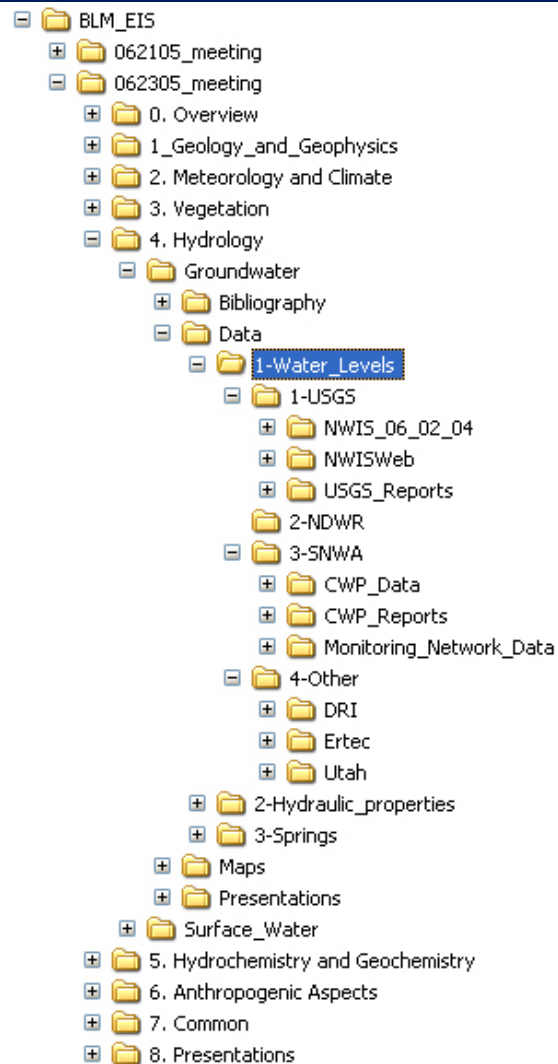 BLM_EIS
062105_meeting
062305_meeting
0. Overview
1_Geology_and_Geophysics
2. Meteorology and Climate
3. Vegetation
4. Hydrology
Groundwater
Bibliography
Data
1-Water_Levels
1-USGS
NWIS_06_02_04
NWISWeb
USGS_Reports
2-NDWR
3-SNWA
CWP_Data
CWP_Reports
Monitoring_Network_Data
4-Other
DRI
Ertec
Utah
2-Hydraulic_properties
3-Springs
Maps
Presentations
Surface_Water
5. Hydrochemistry and Geochemistry
6. Anthropogenic Aspects
7. Common
8. Presentations